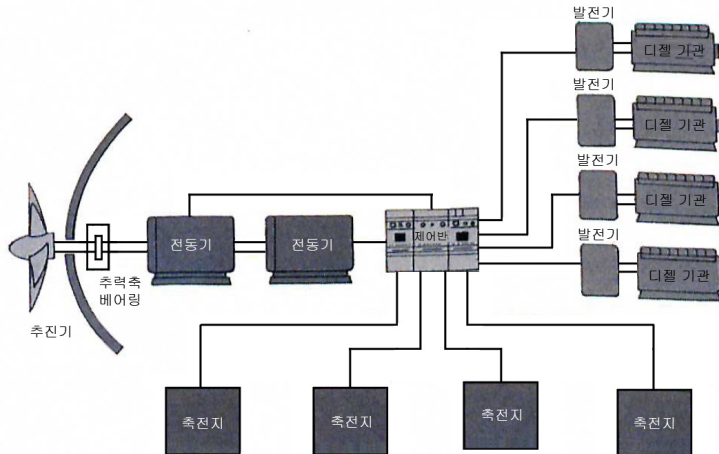 발전기
디젤 기관
발전기
디젤 기관
발전기
디젤 기관
발전기
디젤 기관
제어반
전동기
전동기
추력축
베어링
추진기
축전지
축전지
축전지
축전지